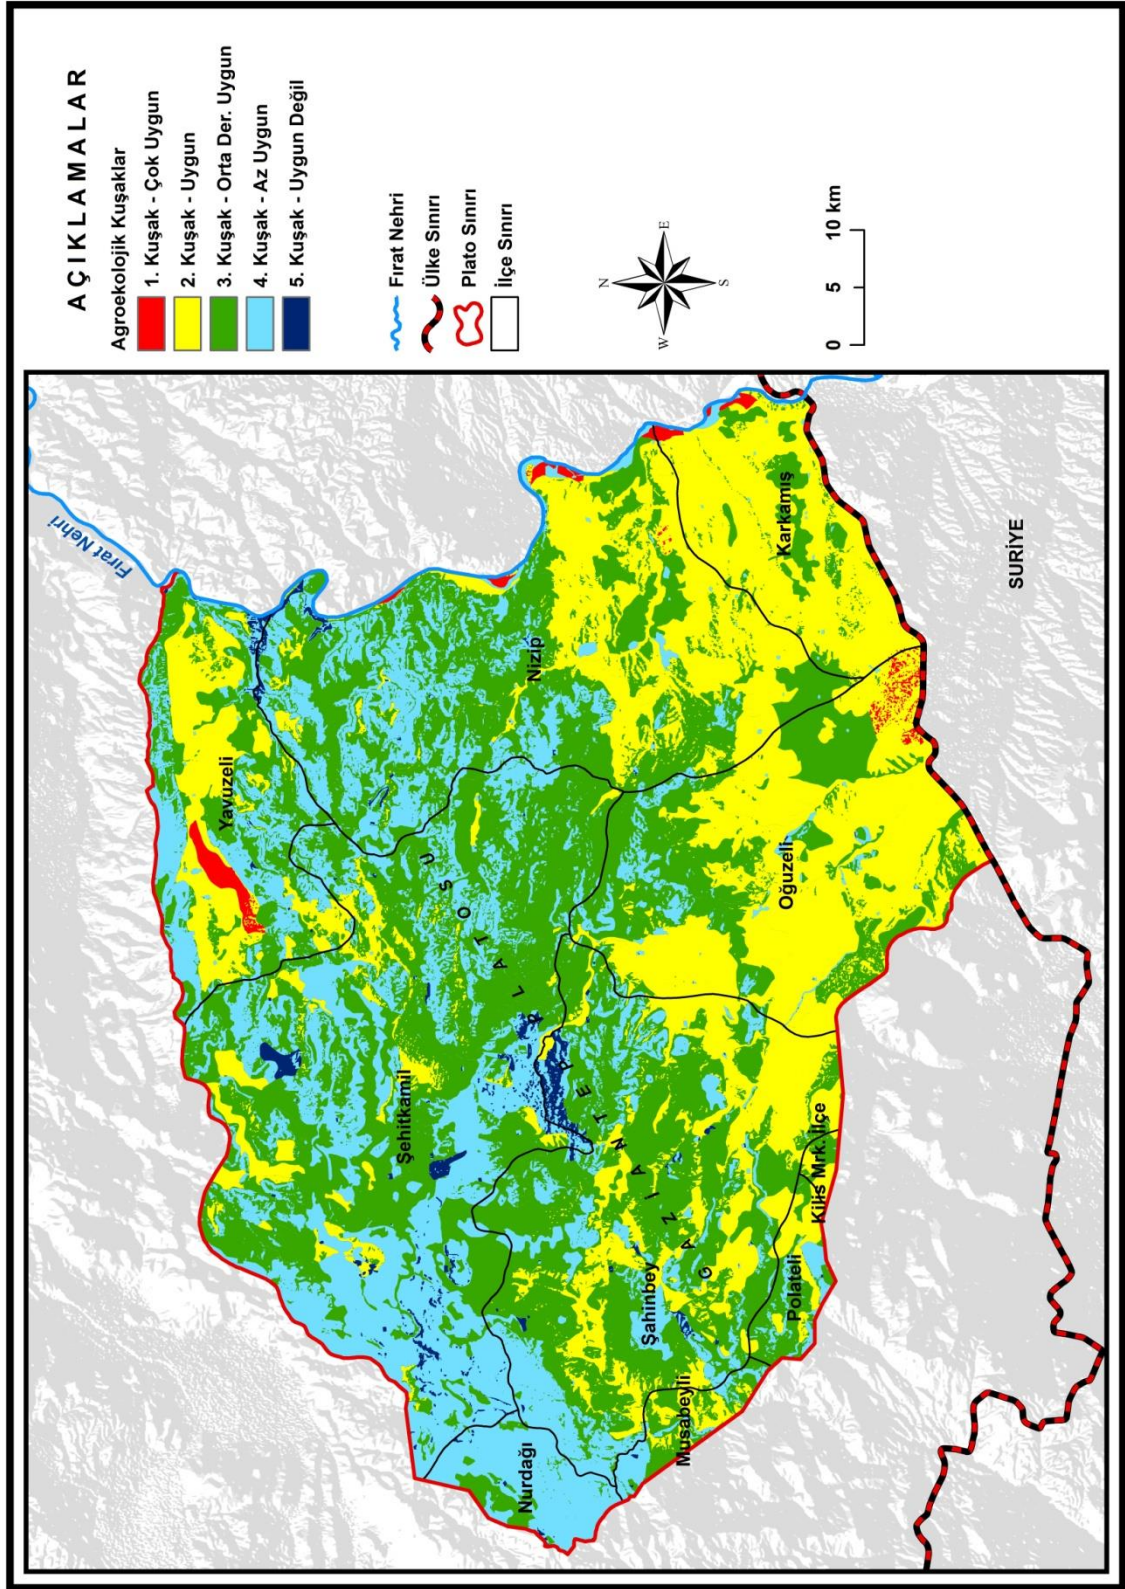 AÇIKLAMALAR
Agroekolojik Kuşaklar
1. Kuşak - Çok Uygun
2. Kuşak - Uygun
3. Kuşak - Orta Der. Uygun
4. Kuşak - Az Uygun
5. Kuşak - Uygun Değil
Fırat Nehri
Ülke Sınırı
Plato Sınırı
İlçe Sınırı
N
W
E
S
0 5 10 km
Fırat Nehri
Yavuzeli
Nizip
Karkamış
SURİYE
Şehitkamil
Oğuzeli
GAZİANTEP PLATOSU
Şahinbey
Kilis Mrk. İlçe
Polateli
Musabeyli
Nurdağı